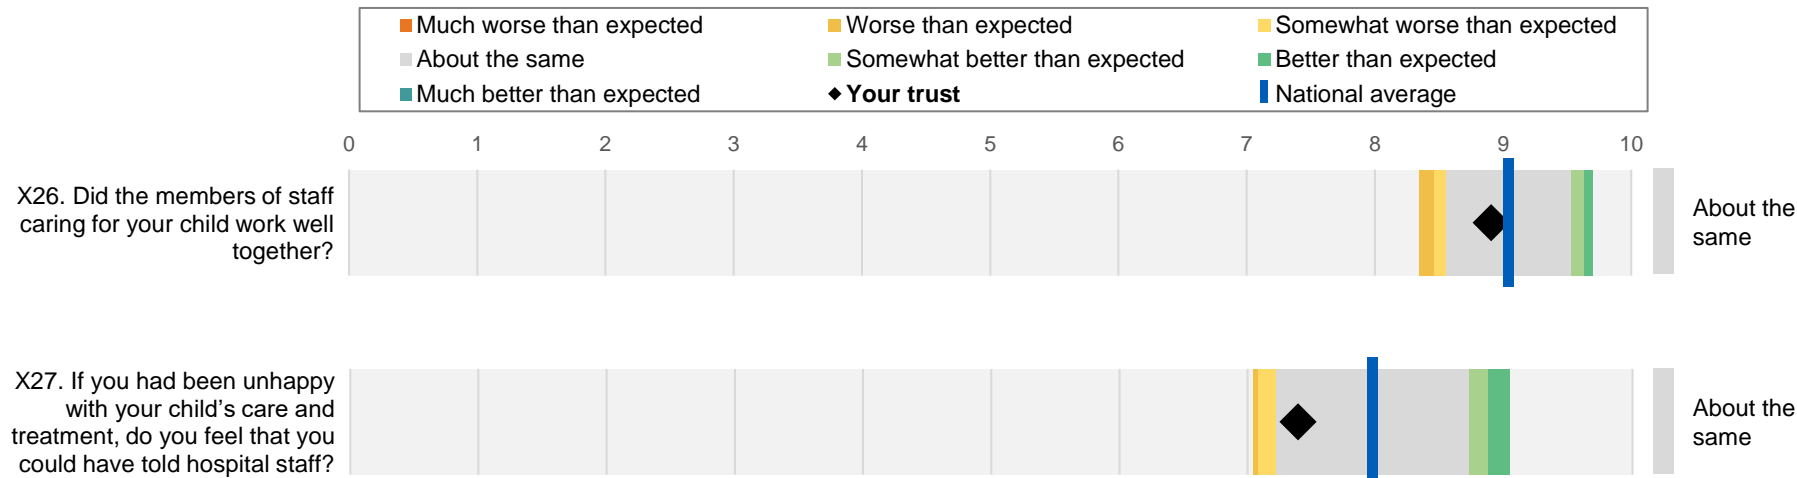 Much worse than expected
Worse than expected
Somewhat worse than expected
About the same
Somewhat better than expected
Better than expected
Much better than expected
Your trust
National average
0 1 2 3 4 5 6 7 8 9 10
X26. Did the members of staff
caring for your child work well
together?
About the
same
X27. If you had been unhappy
with your child’s care and
treatment, do you feel that you
could have told hospital staff?
About the
same